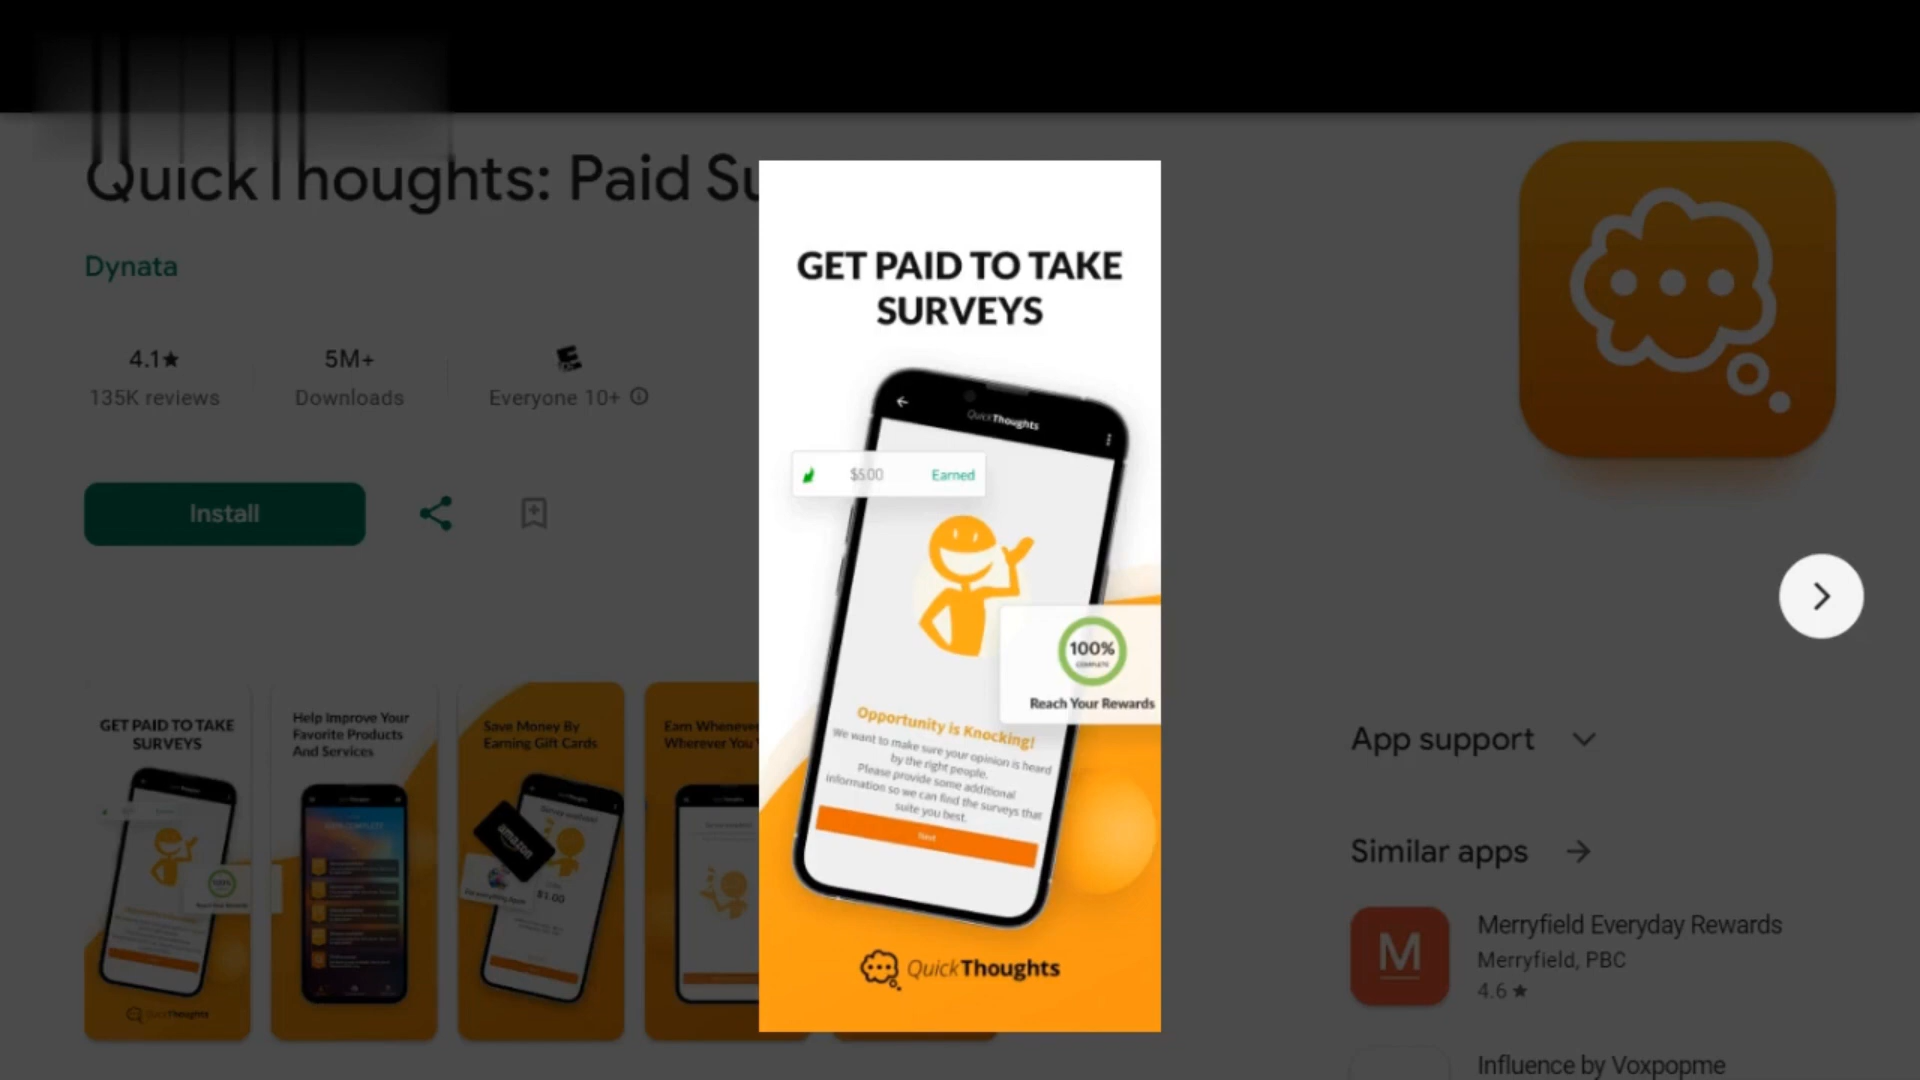 QuickThoughts: Paid Su
Dynata
4.1★
135K reviews
5M+
Downloads
Everyone 10+
Install
GET PAID TO TAKE
SURVEYS
QuickThoughts
$5.00 Earned
100%
COMPLETE
Reach Your Rewards
Opportunity is Knocking!
We want to make sure your opinion is heard
by the right people.
Please provide some additional
information so we can find the surveys that
suite you best.
Next
QuickThoughts
GET PAID TO TAKE
SURVEYS
QuickThoughts
Help Improve Your
Favorite Products
And Services
Save Money By
Earning Gift Cards
amazon
$1.00
Earn Whenever
Wherever You
App support
Similar apps
M
Merryfield Everyday Rewards
Merryfield, PBC
4.6 ★
Influence by Voxpopme